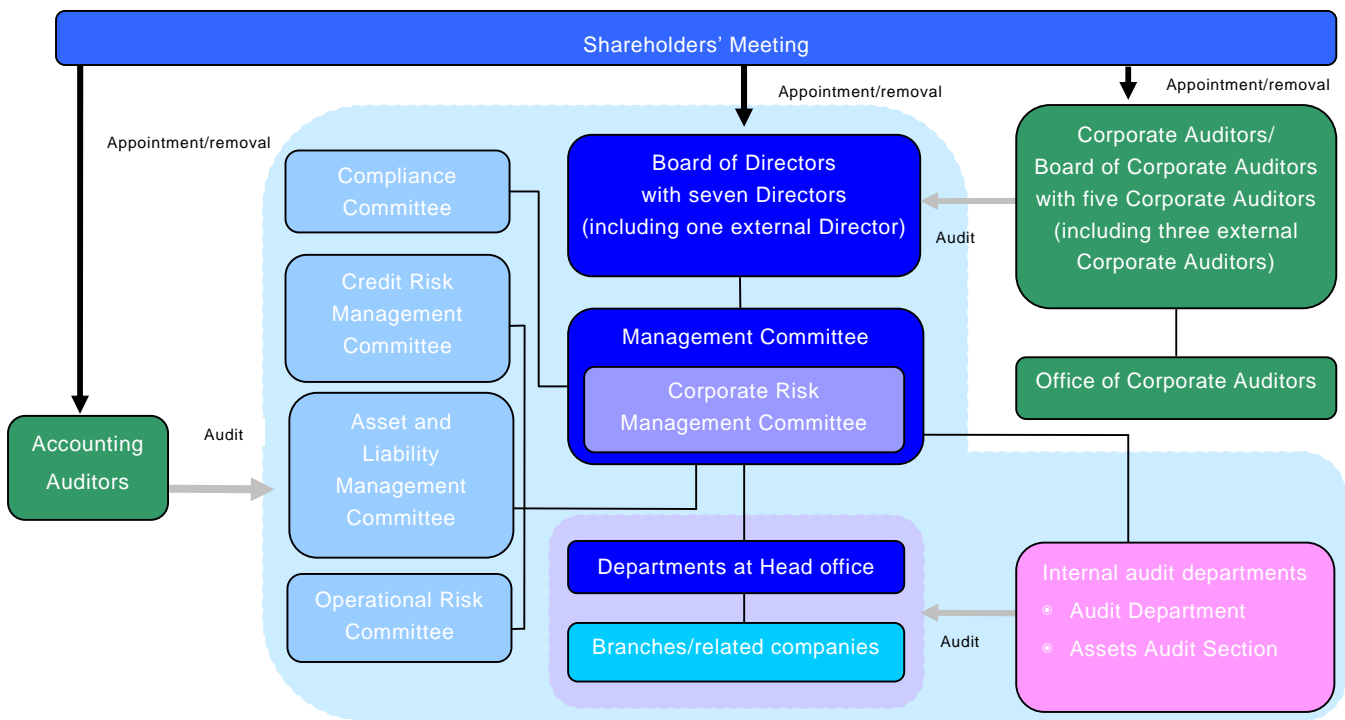 Shareholders' Meeting
Appointment/removal
Appointment/removal
Appointment/removal
Compliance
Committee
Board of Directors
with seven Directors
(including one external Director)
Audit
Corporate Auditors/
Board of Corporate Auditors
with five Corporate Auditors
(including three external
Corporate Auditors)
Credit Risk
Management
Committee
Management Committee
Corporate Risk
Management Committee
Office of Corporate Auditors
Accounting
Auditors
Audit
Asset and
Liability
Management
Committee
Departments at Head office
Internal audit departments
◉ Audit Department
◉ Assets Audit Section
Operational Risk
Committee
Branches/related companies
Audit